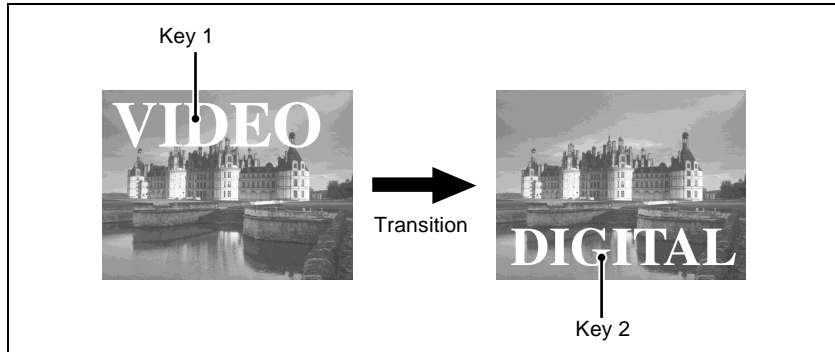 Key 1
VIDEO
Transition
DIGITAL
Key 2